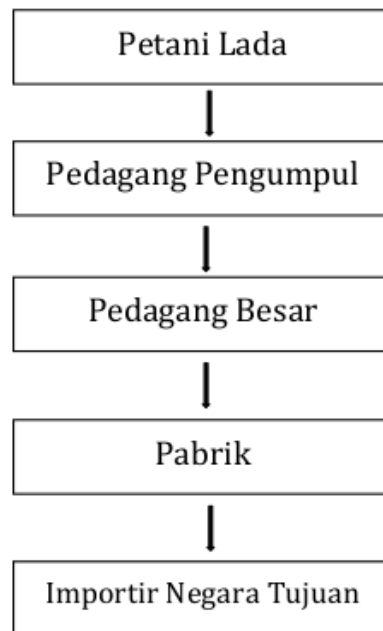 Petani Lada
Pedagang Pengumpul
Pedagang Besar
Pabrik
Importir Negara Tujuan